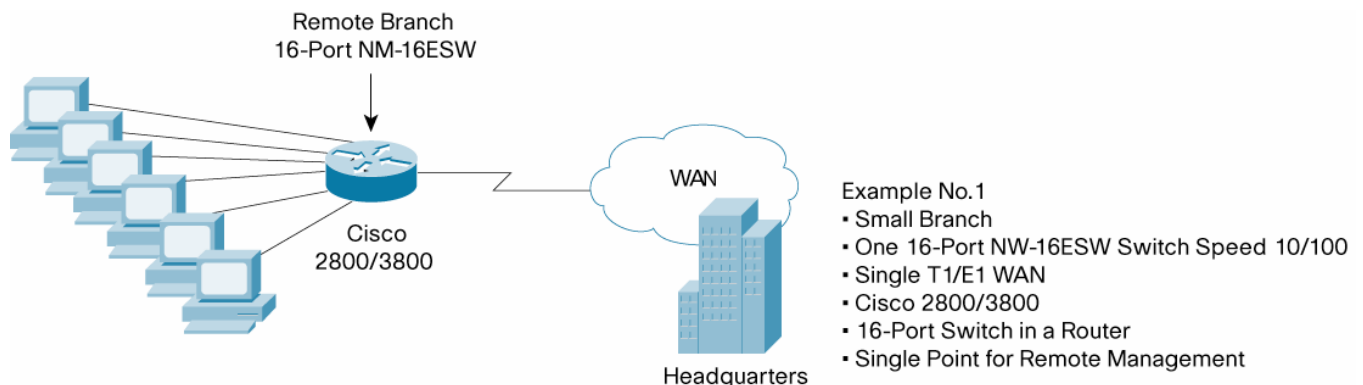 Remote Branch
16-Port NM-16ESW
Cisco
2800/3800
WAN
Headquarters
Example No.1
▪ Small Branch
▪ One 16-Port NW-16ESW Switch Speed 10/100
▪ Single T1/E1 WAN
▪ Cisco 2800/3800
▪ 16-Port Switch in a Router
▪ Single Point for Remote Management